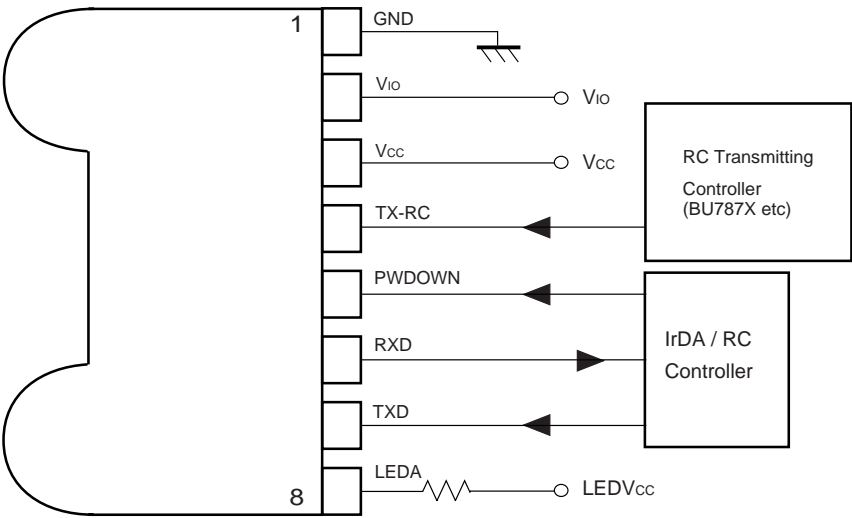 1
GND
VIO
VIO
VCC
VCC
TX-RC
PWDOWN
RXD
TXD
LEDA
8
LEDVCC
RC Transmitting
Controller
(BU787X etc)
IrDA / RC
Controller